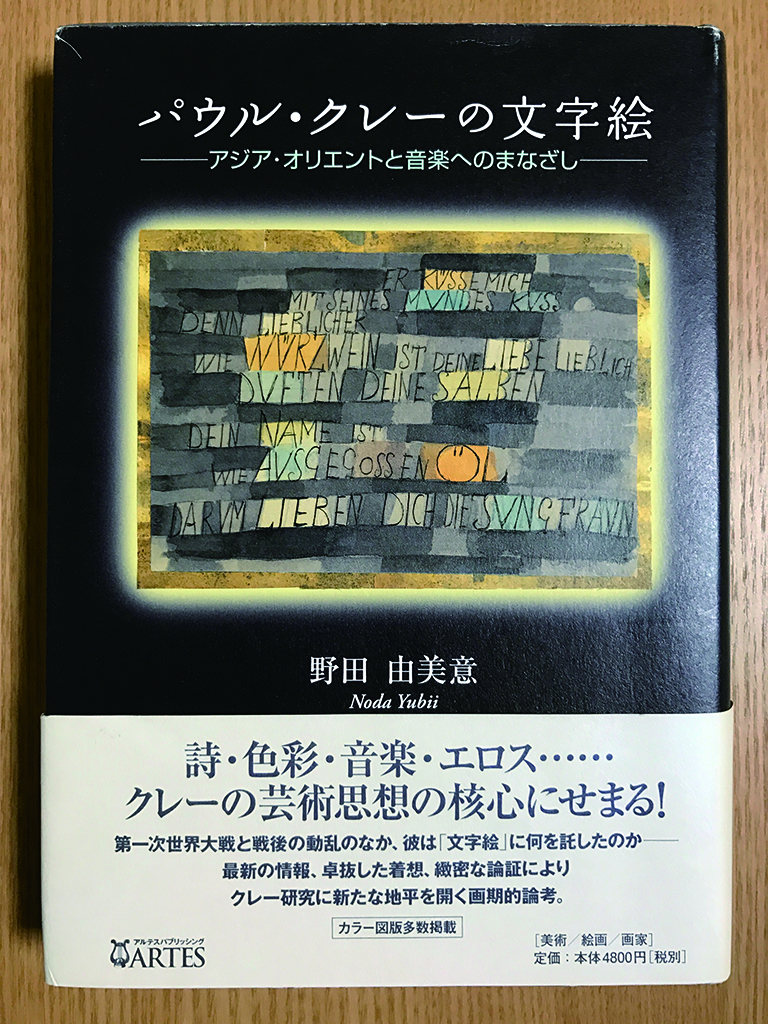 パウル・クレーの文字絵
——アジア・オリエントと音楽へのまなざし——
ER KÜSSE MICH
MIT SEINES MUNDES KUSS
DENN LIEBLICHER
WIE WÜRZWEIN IST DEINE LIEBE LIEBLICH
DUFTEN DEINE SALBEN
DEIN NAME IST
WIE AUSGEGOSSEN ÖL
DARUM LIEBEN DICH DIE JUNGFRAUN
野田 由美意
Noda Yubii
詩・色彩・音楽・エロス……
クレーの芸術思想の核心にせまる!
第一次世界大戦と戦後の動乱のなか、彼は「文字絵」に何を託したのか——
最新の情報、卓抜した着想、緻密な論証により
クレー研究に新たな地平を開く画期的論考。
カラー図版多数掲載
アルテスパブリッシング
ARTES
[美術/絵画/画家]
定価:本体4800円[税別]